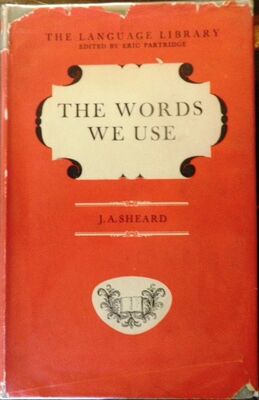 THE LANGUAGE LIBRARY
EDITED BY ERIC PARTRIDGE
THE WORDS
WE USE
J. A. SHEARD